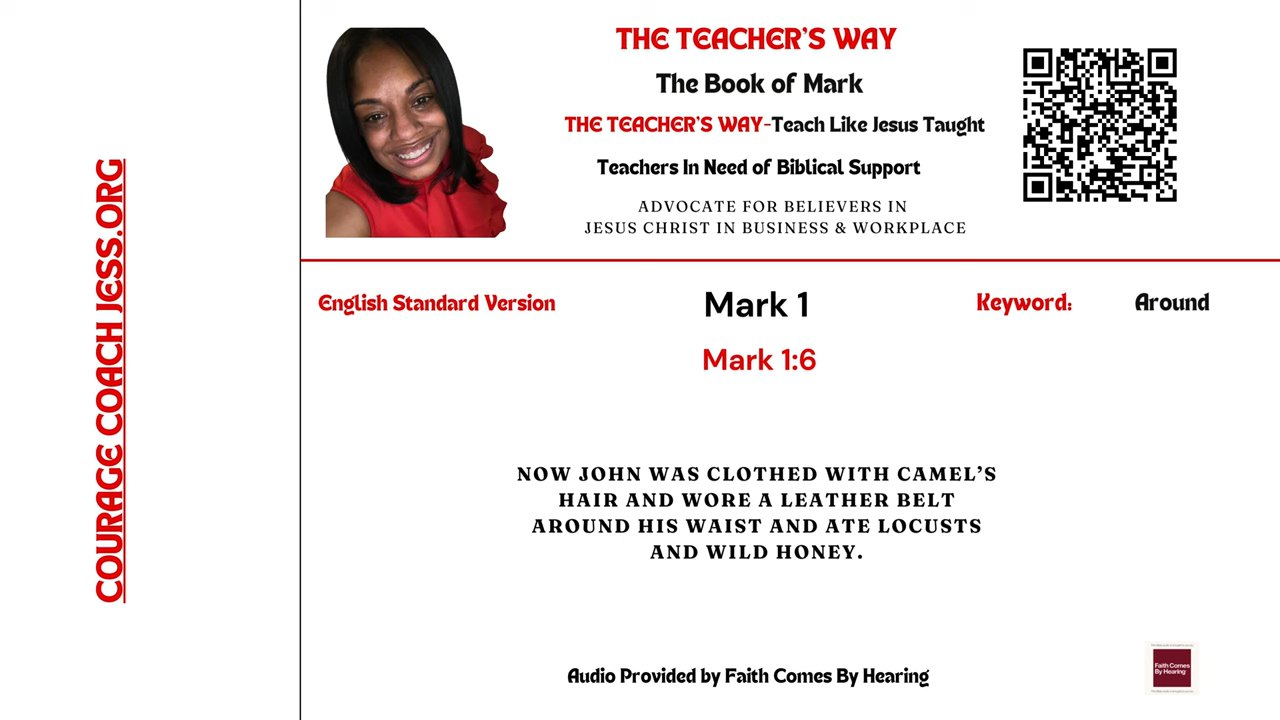 COURAGE COACH JESS.ORG
THE TEACHER'S WAY
The Book of Mark
THE TEACHER'S WAY-Teach Like Jesus Taught
Teachers In Need of Biblical Support
ADVOCATE FOR BELIEVERS IN
JESUS CHRIST IN BUSINESS & WORKPLACE
English Standard Version
Mark 1
Keyword: Around
Mark 1:6
NOW JOHN WAS CLOTHED WITH CAMEL'S
HAIR AND WORE A LEATHER BELT
AROUND HIS WAIST AND ATE LOCUSTS
AND WILD HONEY.
Audio Provided by Faith Comes By Hearing
Faith Comes
By Hearing